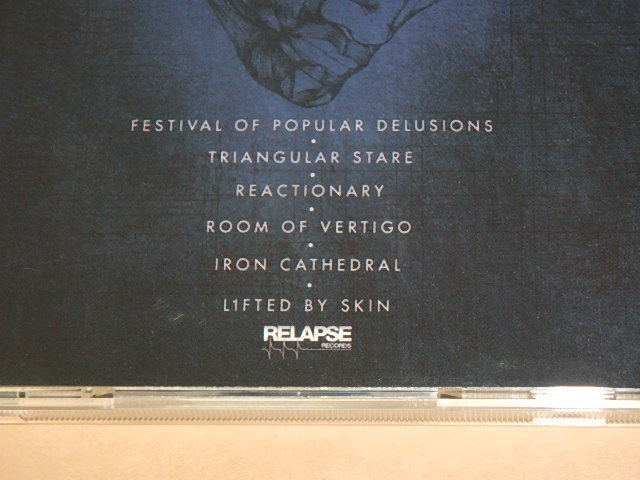 FESTIVAL OF POPULAR DELUSIONS
TRIANGULAR STARE
REACTIONARY
ROOM OF VERTIGO
IRON CATHEDRAL
L1FTED BY SKIN
RELAPSE
RECORDS